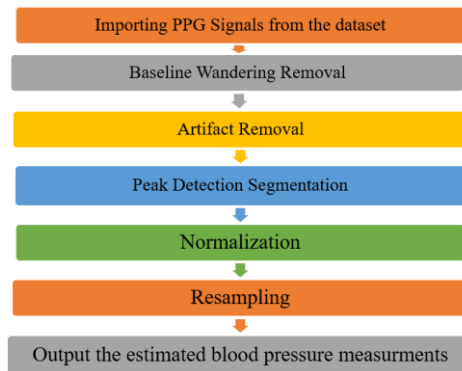 Importing PPG Signals from the dataset
Baseline Wandering Removal
Artifact Removal
Peak Detection Segmentation
Normalization
Resampling
Output the estimated blood pressure measurments